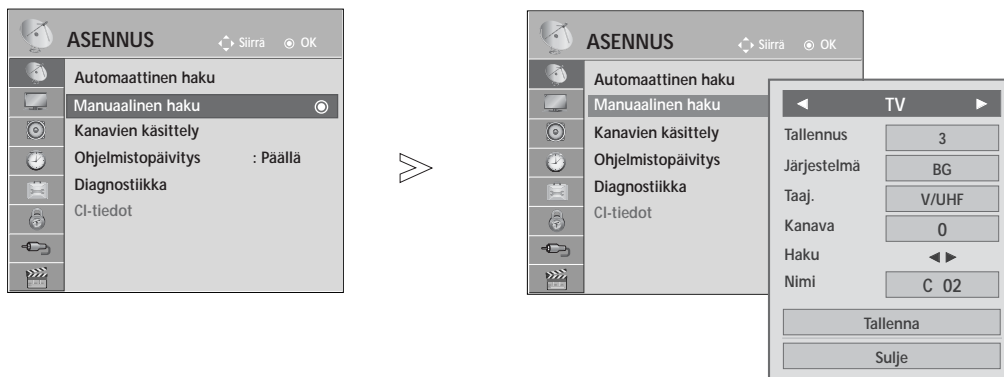 ASENNUS Siirrä OK
Automaattinen haku
Manuaalinen haku
Kanavien käsittely
Ohjelmistopäivitys : Päällä
Diagnostiikka
CI-tiedot
ASENNUS Siirrä OK
Automaattinen haku
Manuaalinen haku
Kanavien käsittely
Ohjelmistopäivitys
Diagnostiikka
CI-tiedot
◄ TV ►
Tallennus 3
Järjestelmä BG
Taaj. V/UHF
Kanava 0
Haku ◄ ►
Nimi C 02
Tallenna
Sulje